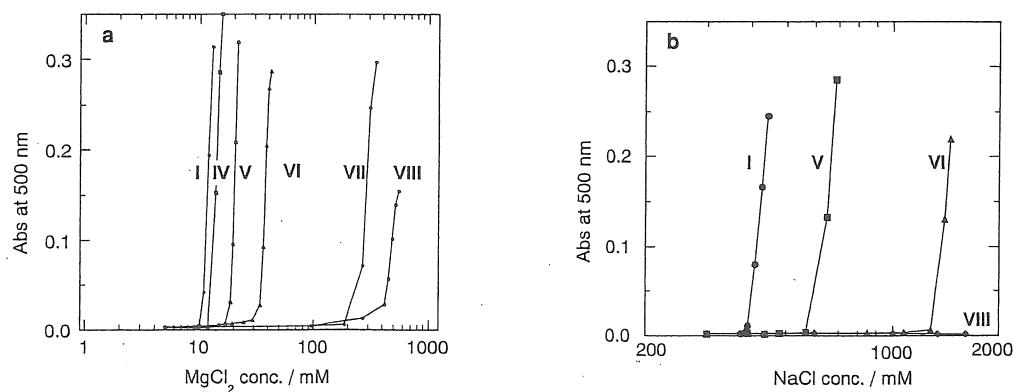 a
0.3
0.2
0.1
0.0
Abs at 500 nm
I IV V VI VII VIII
1 10 100 1000
MgCl2 conc. / mM
b
0.3
0.2
0.1
0.0
Abs at 500 nm
I V VI
VIII
200 1000 2000
NaCl conc. / mM